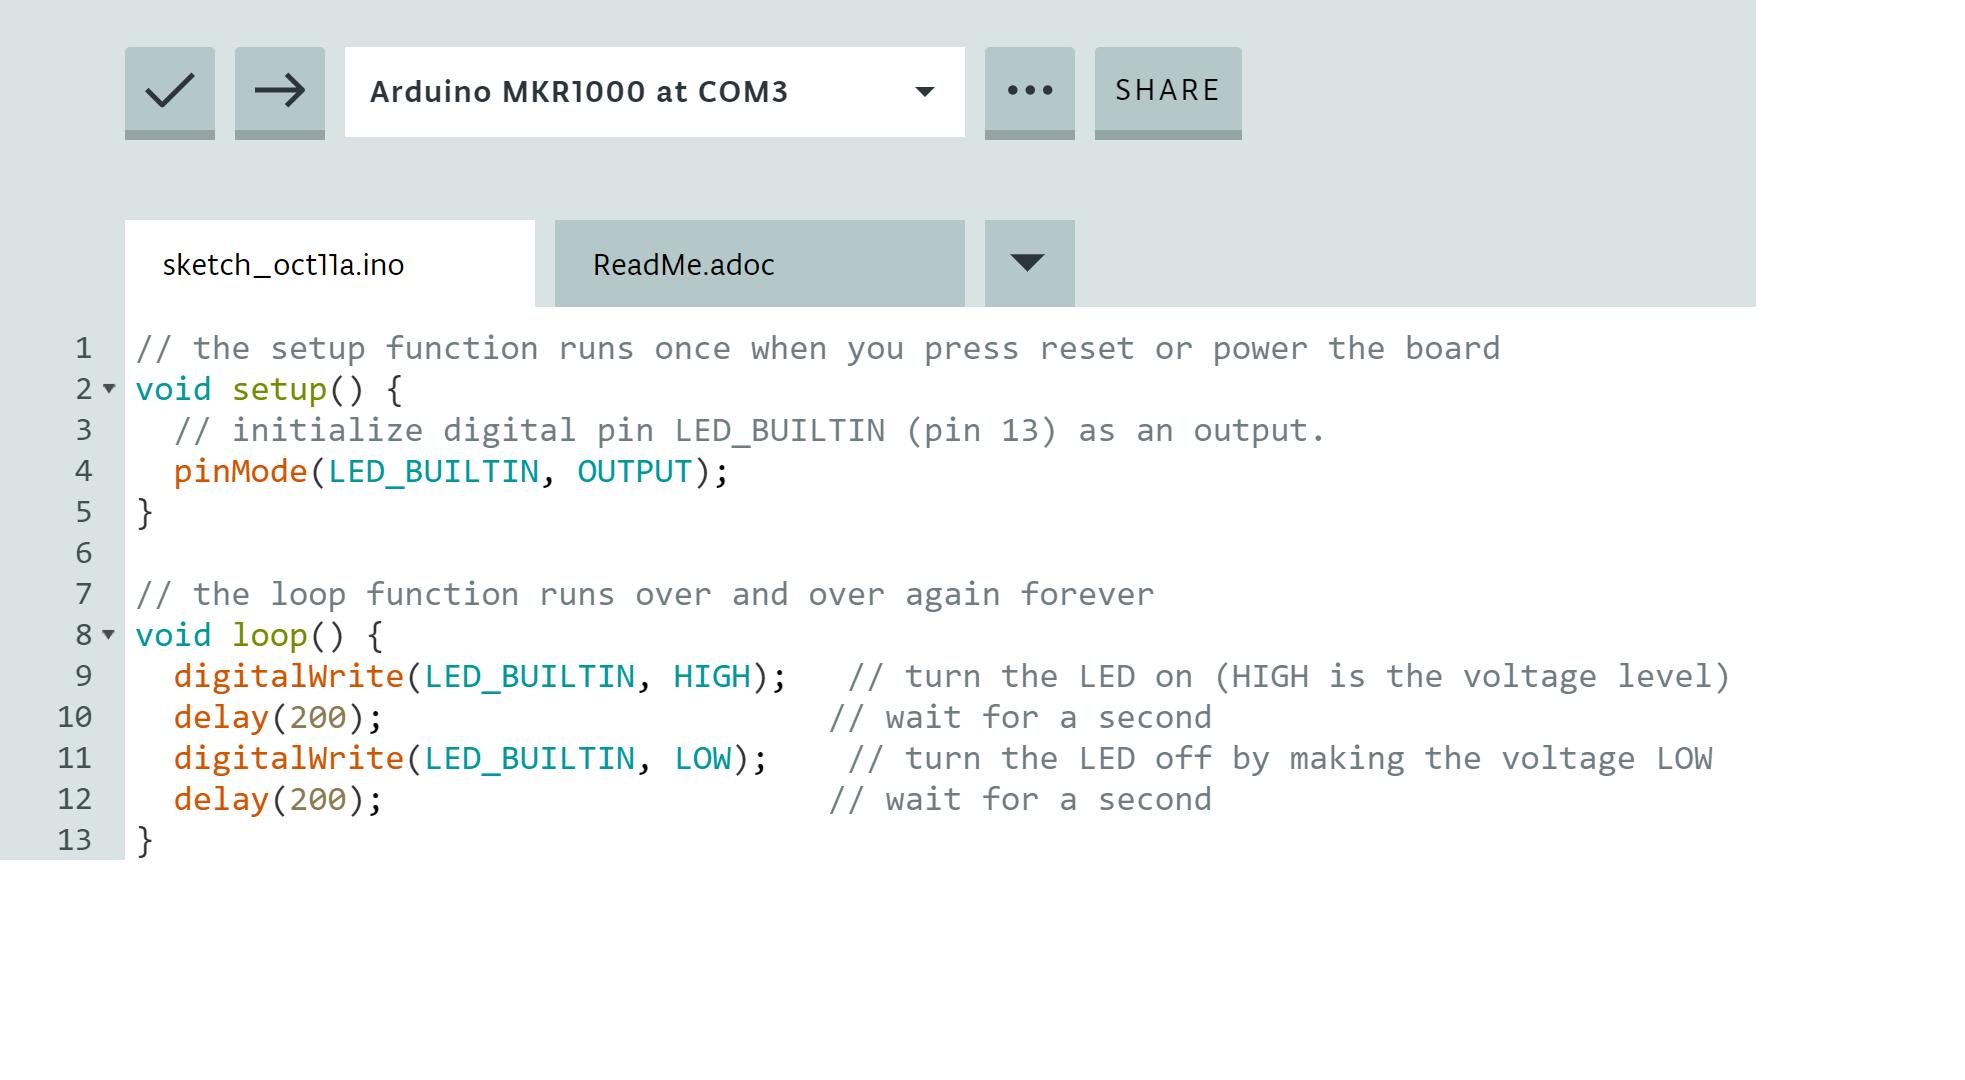 Arduino MKR1000 at COM3 SHARE
sketch_oct11a.ino ReadMe.adoc
1 // the setup function runs once when you press reset or power the board
2 void setup() {
3   // initialize digital pin LED_BUILTIN (pin 13) as an output.
4   pinMode(LED_BUILTIN, OUTPUT);
5 }
6
7 // the loop function runs over and over again forever
8 void loop() {
9   digitalWrite(LED_BUILTIN, HIGH);   // turn the LED on (HIGH is the voltage level)
10   delay(200);                       // wait for a second
11   digitalWrite(LED_BUILTIN, LOW);    // turn the LED off by making the voltage LOW
12   delay(200);                       // wait for a second
13 }